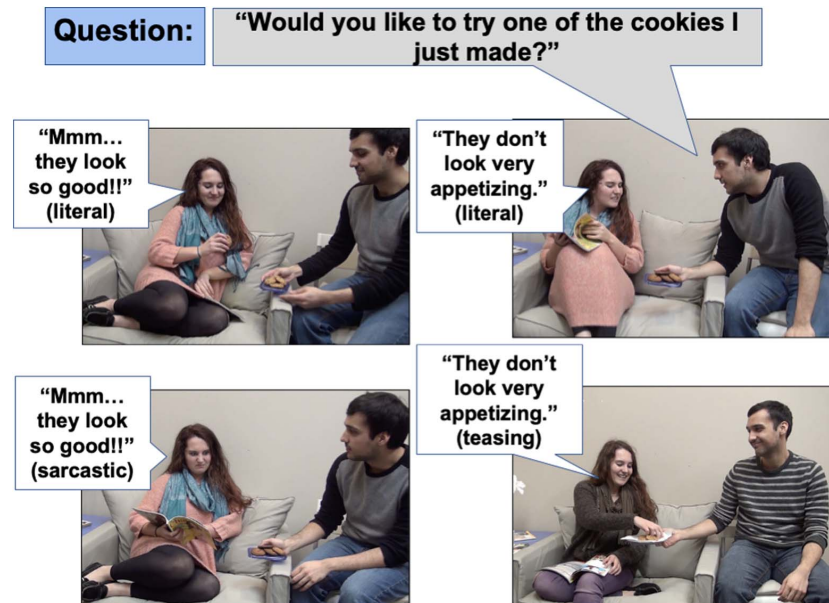 Question:
“Would you like to try one of the cookies I
just made?”
“Mmm…
they look
so good!!”
(literal)
“They don’t
look very
appetizing.”
(literal)
“Mmm…
they look
so good!!”
(sarcastic)
“They don’t
look very
appetizing.”
(teasing)